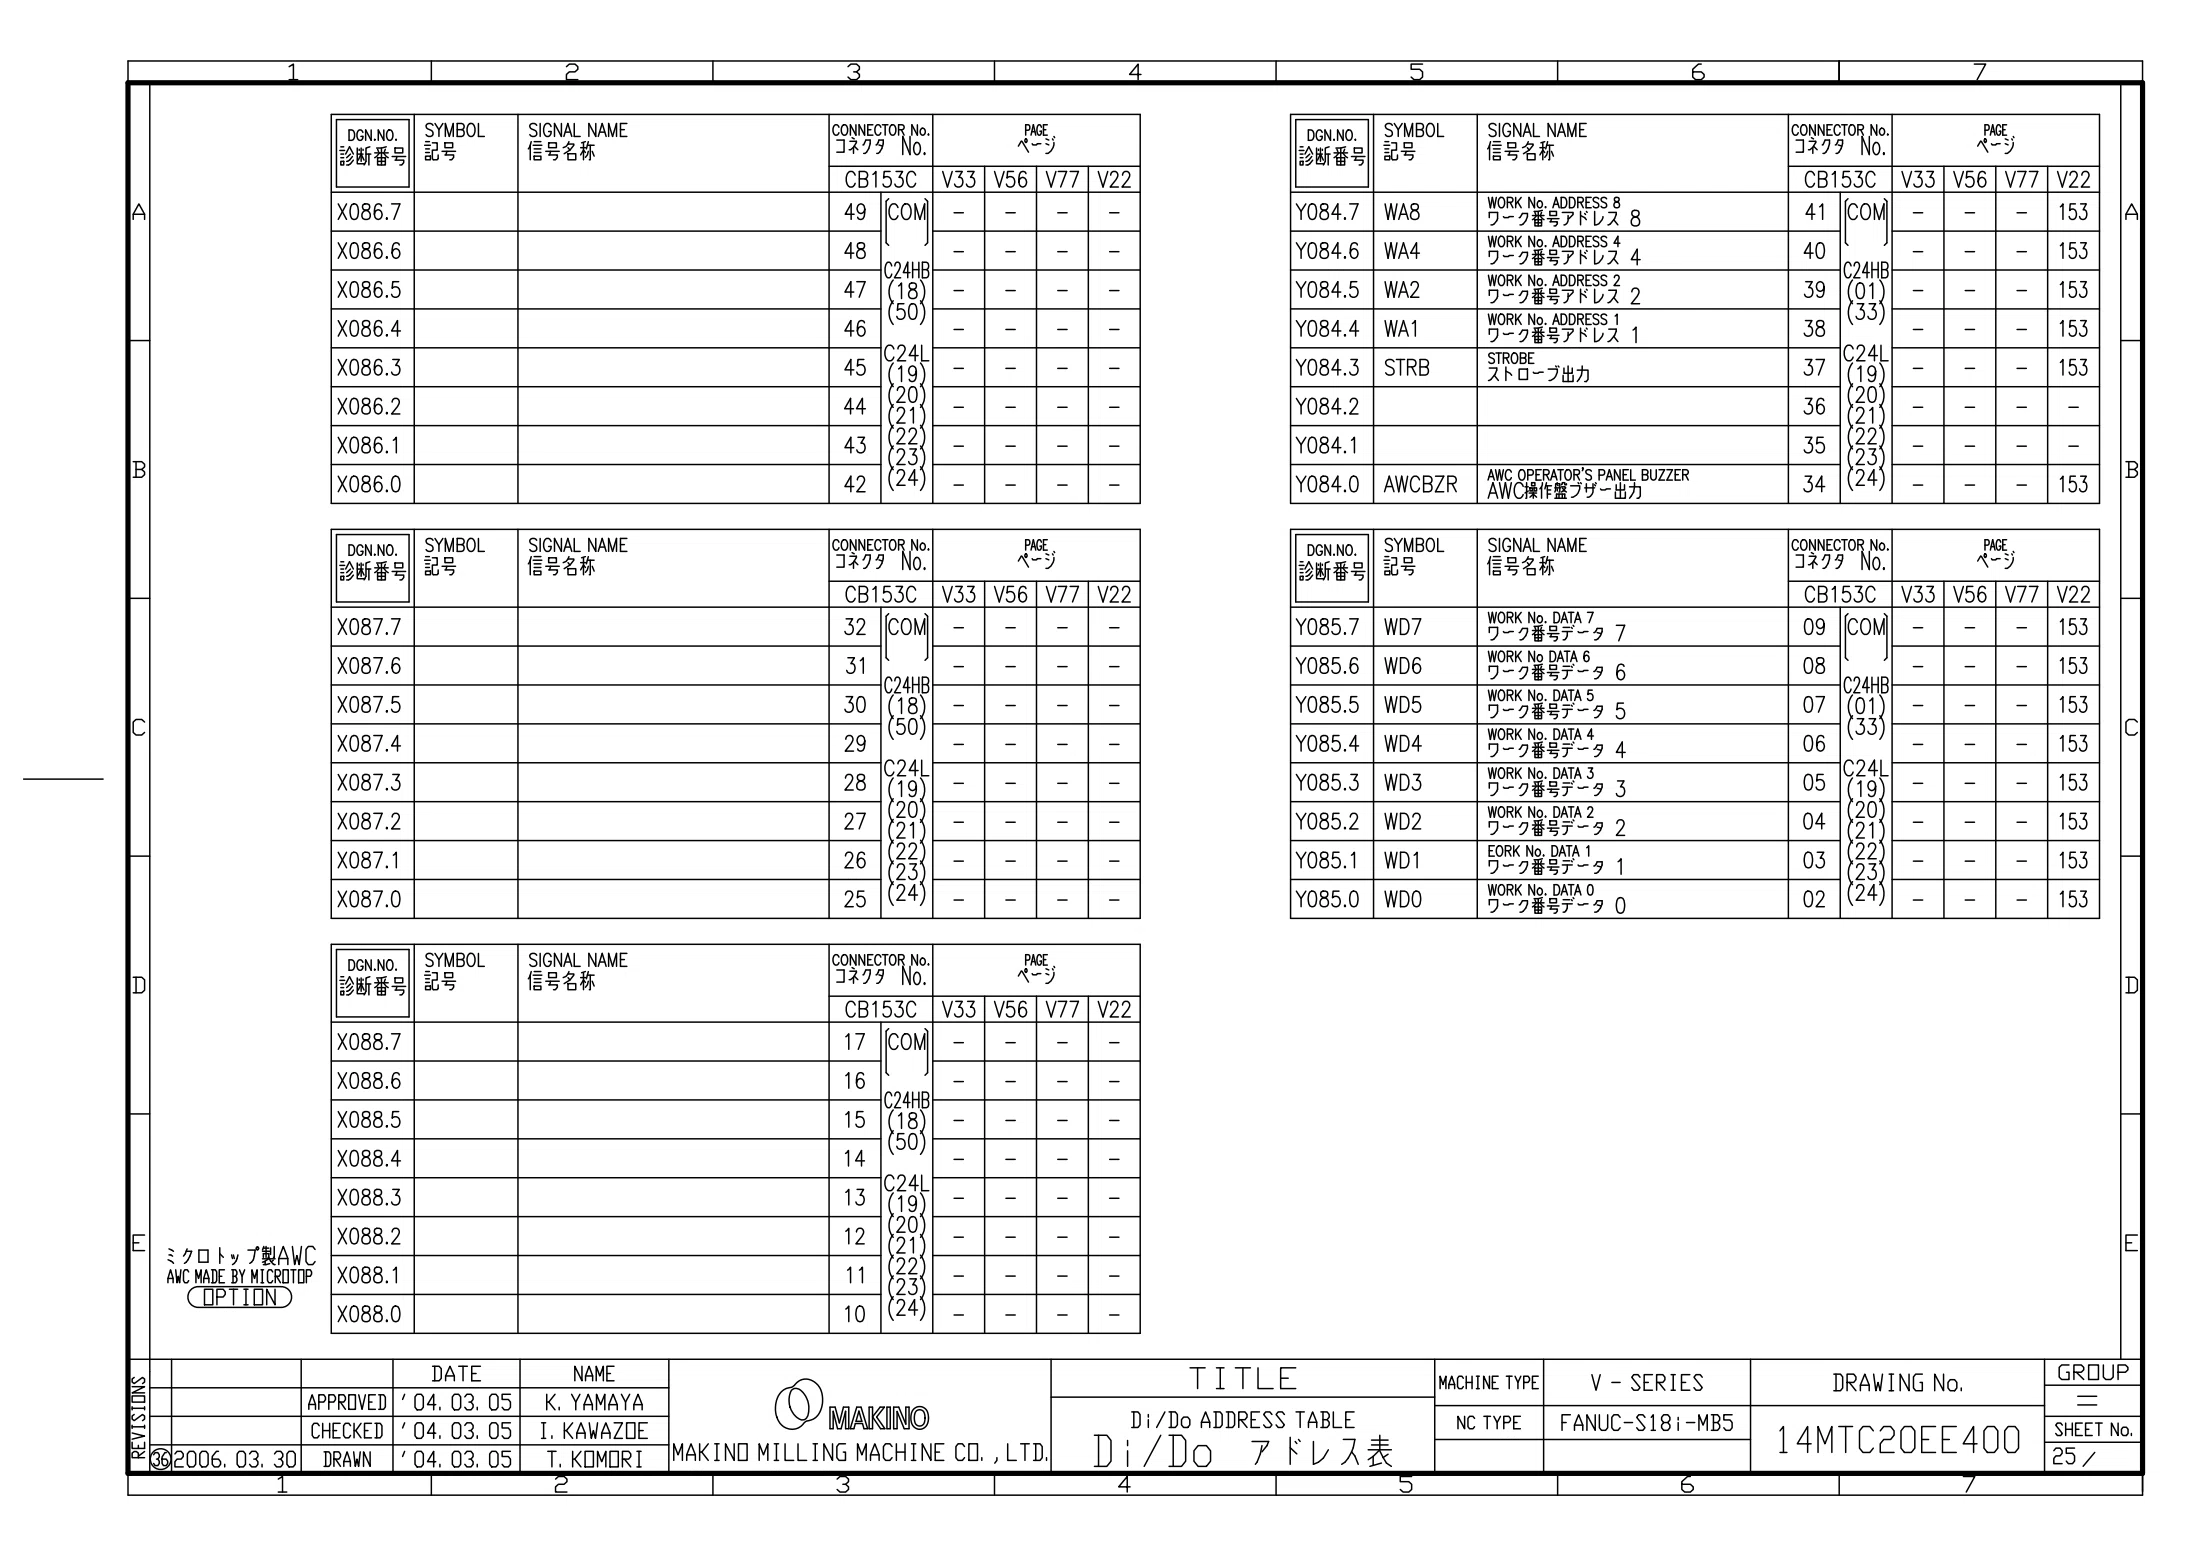 1 2 3 4 5 6 7
A B C D E
DGN.NO. SYMBOL SIGNAL NAME CONNECTOR No. PAGE
診断番号 記号 信号名称 コネクタ No. ページ
CB153C V33 V56 V77 V22
X086.7 49 – – – –
X086.6 48 – – – –
X086.5 47 – – – –
X086.4 46 – – – –
X086.3 45 – – – –
X086.2 44 – – – –
X086.1 43 – – – –
X086.0 42 – – – –
[COM]
C24HB
(18)
(50)
C24L
(19)
(20)
(21)
(22)
(23)
(24)
DGN.NO. SYMBOL SIGNAL NAME CONNECTOR No. PAGE
診断番号 記号 信号名称 コネクタ No. ページ
CB153C V33 V56 V77 V22
X087.7 32 – – – –
X087.6 31 – – – –
X087.5 30 – – – –
X087.4 29 – – – –
X087.3 28 – – – –
X087.2 27 – – – –
X087.1 26 – – – –
X087.0 25 – – – –
[COM]
C24HB
(18)
(50)
C24L
(19)
(20)
(21)
(22)
(23)
(24)
DGN.NO. SYMBOL SIGNAL NAME CONNECTOR No. PAGE
診断番号 記号 信号名称 コネクタ No. ページ
CB153C V33 V56 V77 V22
X088.7 17 – – – –
X088.6 16 – – – –
X088.5 15 – – – –
X088.4 14 – – – –
X088.3 13 – – – –
X088.2 12 – – – –
X088.1 11 – – – –
X088.0 10 – – – –
[COM]
C24HB
(18)
(50)
C24L
(19)
(20)
(21)
(22)
(23)
(24)
DGN.NO. SYMBOL SIGNAL NAME CONNECTOR No. PAGE
診断番号 記号 信号名称 コネクタ No. ページ
CB153C V33 V56 V77 V22
Y084.7 WA8 WORK No. ADDRESS 8 41 – – – 153
ワーク番号アドレス 8
Y084.6 WA4 WORK No. ADDRESS 4 40 – – – 153
ワーク番号アドレス 4
Y084.5 WA2 WORK No. ADDRESS 2 39 – – – 153
ワーク番号アドレス 2
Y084.4 WA1 WORK No. ADDRESS 1 38 – – – 153
ワーク番号アドレス 1
Y084.3 STRB STROBE 37 – – – 153
ストローブ出力
Y084.2 36 – – – –
Y084.1 35 – – – –
Y084.0 AWCBZR AWC OPERATOR'S PANEL BUZZER 34 – – – 153
AWC操作盤ブザー出力
[COM]
C24HB
(01)
(33)
C24L
(19)
(20)
(21)
(22)
(23)
(24)
DGN.NO. SYMBOL SIGNAL NAME CONNECTOR No. PAGE
診断番号 記号 信号名称 コネクタ No. ページ
CB153C V33 V56 V77 V22
Y085.7 WD7 WORK No. DATA 7 09 – – – 153
ワーク番号データ 7
Y085.6 WD6 WORK No DATA 6 08 – – – 153
ワーク番号データ 6
Y085.5 WD5 WORK No. DATA 5 07 – – – 153
ワーク番号データ 5
Y085.4 WD4 WORK No. DATA 4 06 – – – 153
ワーク番号データ 4
Y085.3 WD3 WORK No. DATA 3 05 – – – 153
ワーク番号データ 3
Y085.2 WD2 WORK No. DATA 2 04 – – – 153
ワーク番号データ 2
Y085.1 WD1 EORK No. DATA 1 03 – – – 153
ワーク番号データ 1
Y085.0 WD0 WORK No. DATA 0 02 – – – 153
ワーク番号データ 0
[COM]
C24HB
(01)
(33)
C24L
(19)
(20)
(21)
(22)
(23)
(24)
A B C D E
ミクロトップ製AWC
AWC MADE BY MICROTOP
OPTION
REVISIONS
36 2006. 03. 30
DATE NAME
APPROVED '04. 03. 05 K. YAMAYA
CHECKED '04. 03. 05 I. KAWAZOE
DRAWN '04. 03. 05 T. KOMORI
MAKINO
MAKINO MILLING MACHINE CO.,LTD.
TITLE
Di/Do ADDRESS TABLE
Di/Do アドレス表
MACHINE TYPE V - SERIES
NC TYPE FANUC-S18i-MB5
DRAWING No.
14MTC20EE400
GROUP
=
SHEET No.
25/
1 2 3 4 5 6 7